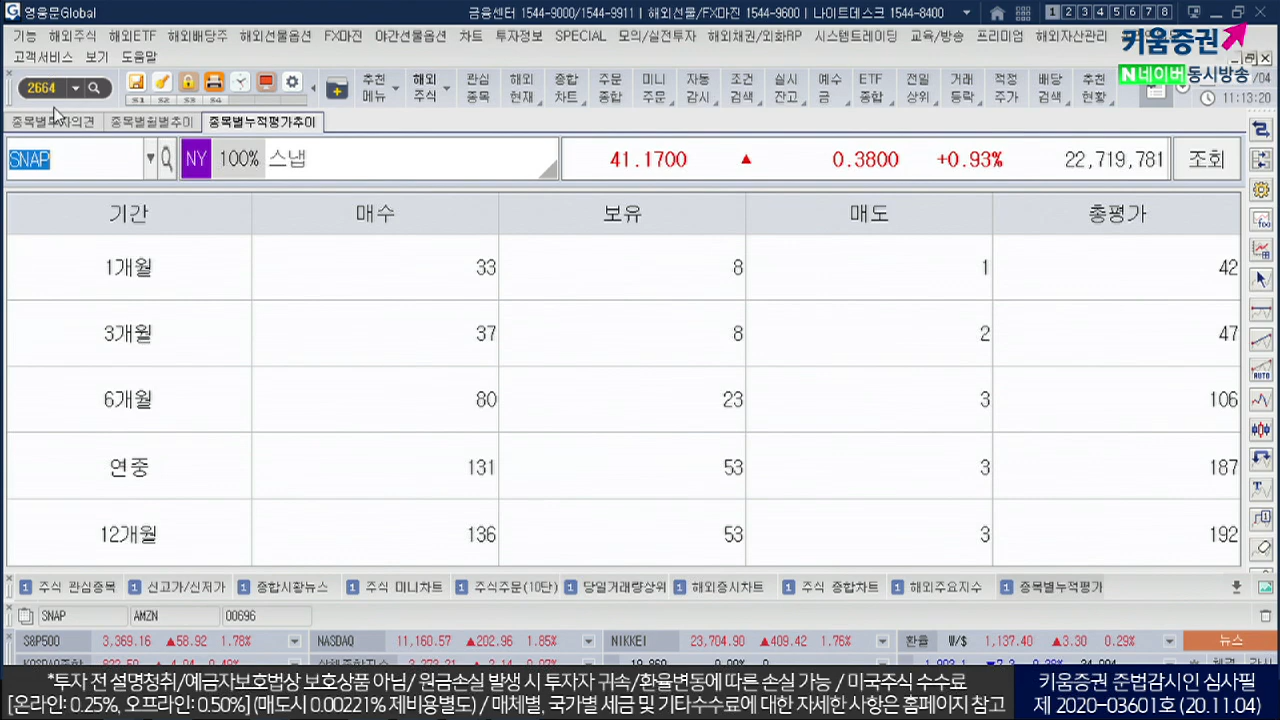 영웅문Global
금융센터 1544-9000/1544-9911 | 해외선물/FX마진 1544-9600 | 나이트데스크 1544-8400
1 2 3 4 5 6 7 8
기능 해외주식 해외ETF 해외배당주 해외선물옵션 FX마진 야간선물옵션 차트 투자정보 SPECIAL 모의/실전투자 해외채권/외화RP 시스템트레이딩 교육/방송 프리미엄 해외자산관리
고객서비스 보기 도움말
키움증권
N네이버 동시방송
2664
S1 S2 S3 S4
추천메뉴 해외주식 관심종목 해외현재 종합차트 주문종합 미니주문 자동감시 조건검색 실시잔고 예수금 ETF종합 전일상위 거래등락 적정주가 배당검색 추천현황
11:13:20
종목별투자의견 종목별월별추이 종목별누적평가추이
SNAP NY 100% 스냅 41.1700 ▲ 0.3800 +0.93% 22,719,781 조회
기간 매수 보유 매도 총평가
1개월 33 8 1 42
3개월 37 8 2 47
6개월 80 23 3 106
연중 131 53 3 187
12개월 136 53 3 192
1 주식 관심종목 1 신고가/신저가 1 종합시황뉴스 1 주식 미니차트 1 주식주문(10단) 1 당일거래량상위 1 해외증시차트 1 주식 종합차트 1 해외주요지수 1 종목별누적평가
SNAP AMZN 00696
S&P500 3,369.16 ▲58.92 1.78% NASDAQ 11,160.57 ▲202.96 1.85% NIKKEI 23,704.90 ▲409.42 1.76% 환율 W/$ 1,137.40 ▲3.30 0.29% 뉴스
*투자 전 설명청취/예금자보호법상 보호상품 아님/ 원금손실 발생 시 투자자 귀속/환율변동에 따른 손실 가능 / 미국주식 수수료
[온라인: 0.25%, 오프라인: 0.50%] (매도시 0.00221% 제비용별도) / 매체별, 국가별 세금 및 기타수수료에 대한 자세한 사항은 홈페이지 참고
키움증권 준법감시인 심사필
제 2020-03601호 (20.11.04)